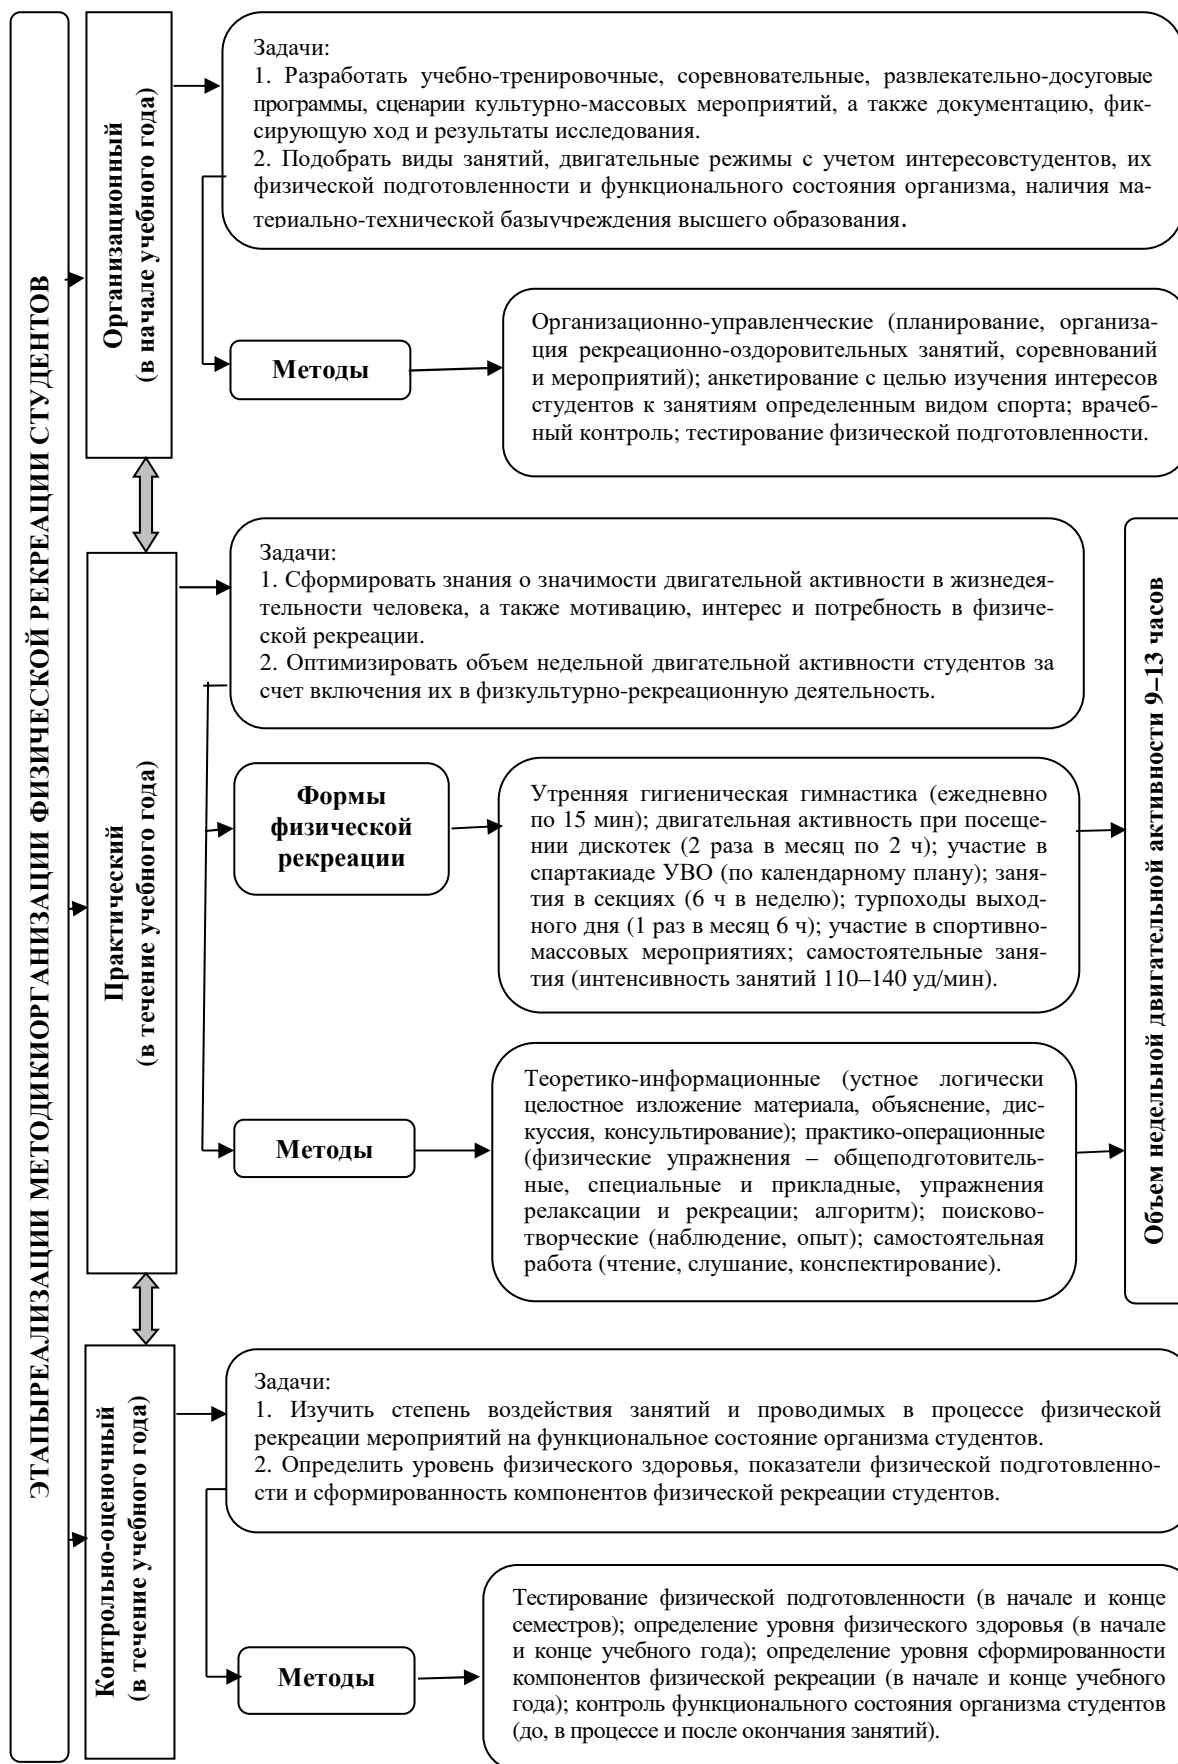 ЭТАПЫРЕАЛИЗАЦИИ МЕТОДИКИОРГАНИЗАЦИИ ФИЗИЧЕСКОЙ РЕКРЕАЦИИ СТУДЕНТОВ
Организационный
(в начале учебного года)
Задачи:
1. Разработать учебно-тренировочные, соревновательные, развлекательно-досуговые
программы, сценарии культурно-массовых мероприятий, а также документацию, фик-
сирующую ход и результаты исследования.
2. Подобрать виды занятий, двигательные режимы с учетом интересовстудентов, их
физической подготовленности и функционального состояния организма, наличия ма-
териально-технической базыучреждения высшего образования.
Методы
Организационно-управленческие (планирование, организа-
ция рекреационно-оздоровительных занятий, соревнований
и мероприятий); анкетирование с целью изучения интересов
студентов к занятиям определенным видом спорта; врачеб-
ный контроль; тестирование физической подготовленности.
Практический
(в течение учебного года)
Задачи:
1. Сформировать знания о значимости двигательной активности в жизнедея-
тельности человека, а также мотивацию, интерес и потребность в физиче-
ской рекреации.
2. Оптимизировать объем недельной двигательной активности студентов за
счет включения их в физкультурно-рекреационную деятельность.
Формы
физической
рекреации
Утренняя гигиеническая гимнастика (ежедневно
по 15 мин); двигательная активность при посеще-
нии дискотек (2 раза в месяц по 2 ч); участие в
спартакиаде УВО (по календарному плану); заня-
тия в секциях (6 ч в неделю); турпоходы выход-
ного дня (1 раз в месяц 6 ч); участие в спортивно-
массовых мероприятиях; самостоятельные заня-
тия (интенсивность занятий 110–140 уд/мин).
Методы
Теоретико-информационные (устное логически
целостное изложение материала, объяснение, дис-
куссия, консультирование); практико-операционные
(физические упражнения – общеподготовитель-
ные, специальные и прикладные, упражнения
релаксации и рекреации; алгоритм); поисково-
творческие (наблюдение, опыт); самостоятельная
работа (чтение, слушание, конспектирование).
Объем недельной двигательной активности 9–13 часов
Контрольно-оценочный
(в течение учебного года)
Задачи:
1. Изучить степень воздействия занятий и проводимых в процессе физической
рекреации мероприятий на функциональное состояние организма студентов.
2. Определить уровень физического здоровья, показатели физической подготовленно-
сти и сформированность компонентов физической рекреации студентов.
Методы
Тестирование физической подготовленности (в начале и конце
семестров); определение уровня физического здоровья (в начале
и конце учебного года); определение уровня сформированности
компонентов физической рекреации (в начале и конце учебного
года); контроль функционального состояния организма студентов
(до, в процессе и после окончания занятий).